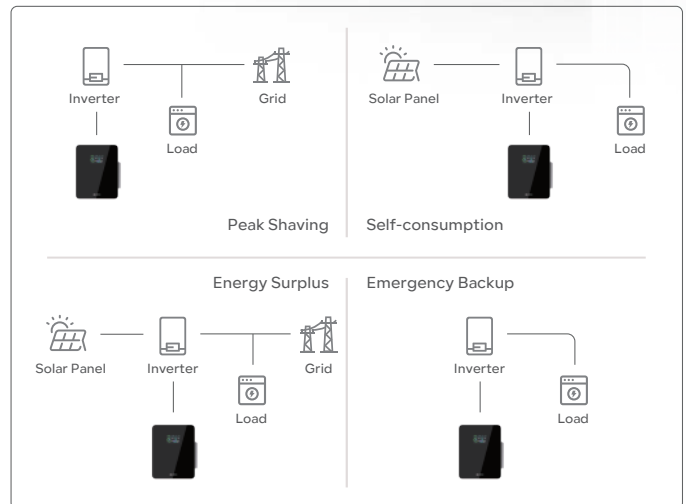 Inverter
Grid
Load
Peak Shaving
Solar Panel
Inverter
Load
Self-consumption
Energy Surplus
Solar Panel
Inverter
Grid
Load
Emergency Backup
Inverter
Load